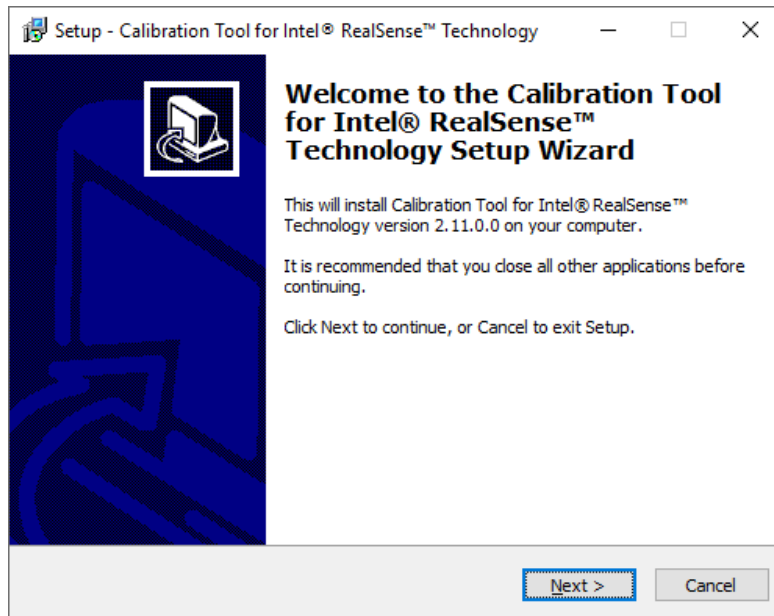 Setup - Calibration Tool for Intel® RealSense™ Technology
Welcome to the Calibration Tool
for Intel® RealSense™
Technology Setup Wizard
This will install Calibration Tool for Intel® RealSense™
Technology version 2.11.0.0 on your computer.
It is recommended that you close all other applications before
continuing.
Click Next to continue, or Cancel to exit Setup.
Next >
Cancel